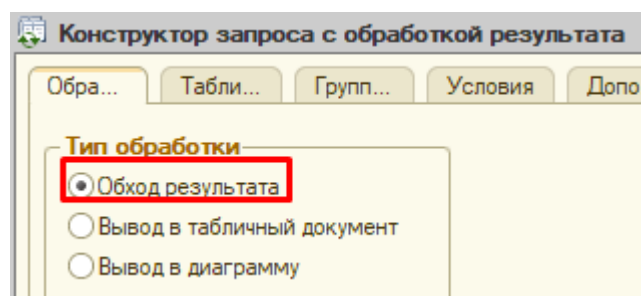 Конструктор запроса с обработкой результата
Обра... Табли... Групп... Условия Допо
Тип обработки
Обход результата
Вывод в табличный документ
Вывод в диаграмму